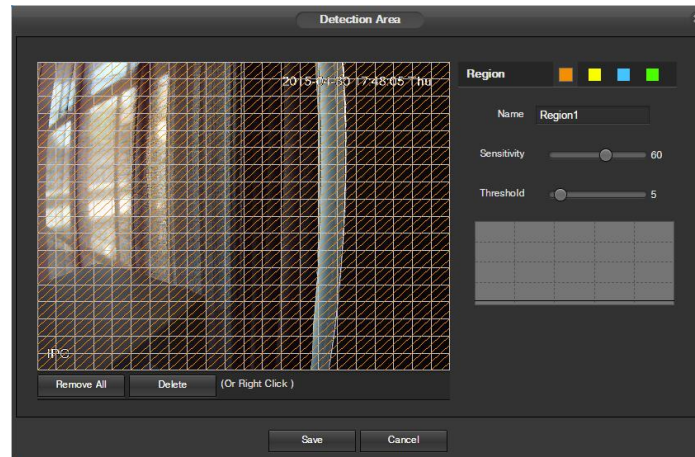 Detection Area
2015-04-30 17:48:05 Thu
IPC
Region
Name Region1
Sensitivity 60
Threshold 5
Remove All Delete (Or Right Click )
Save Cancel